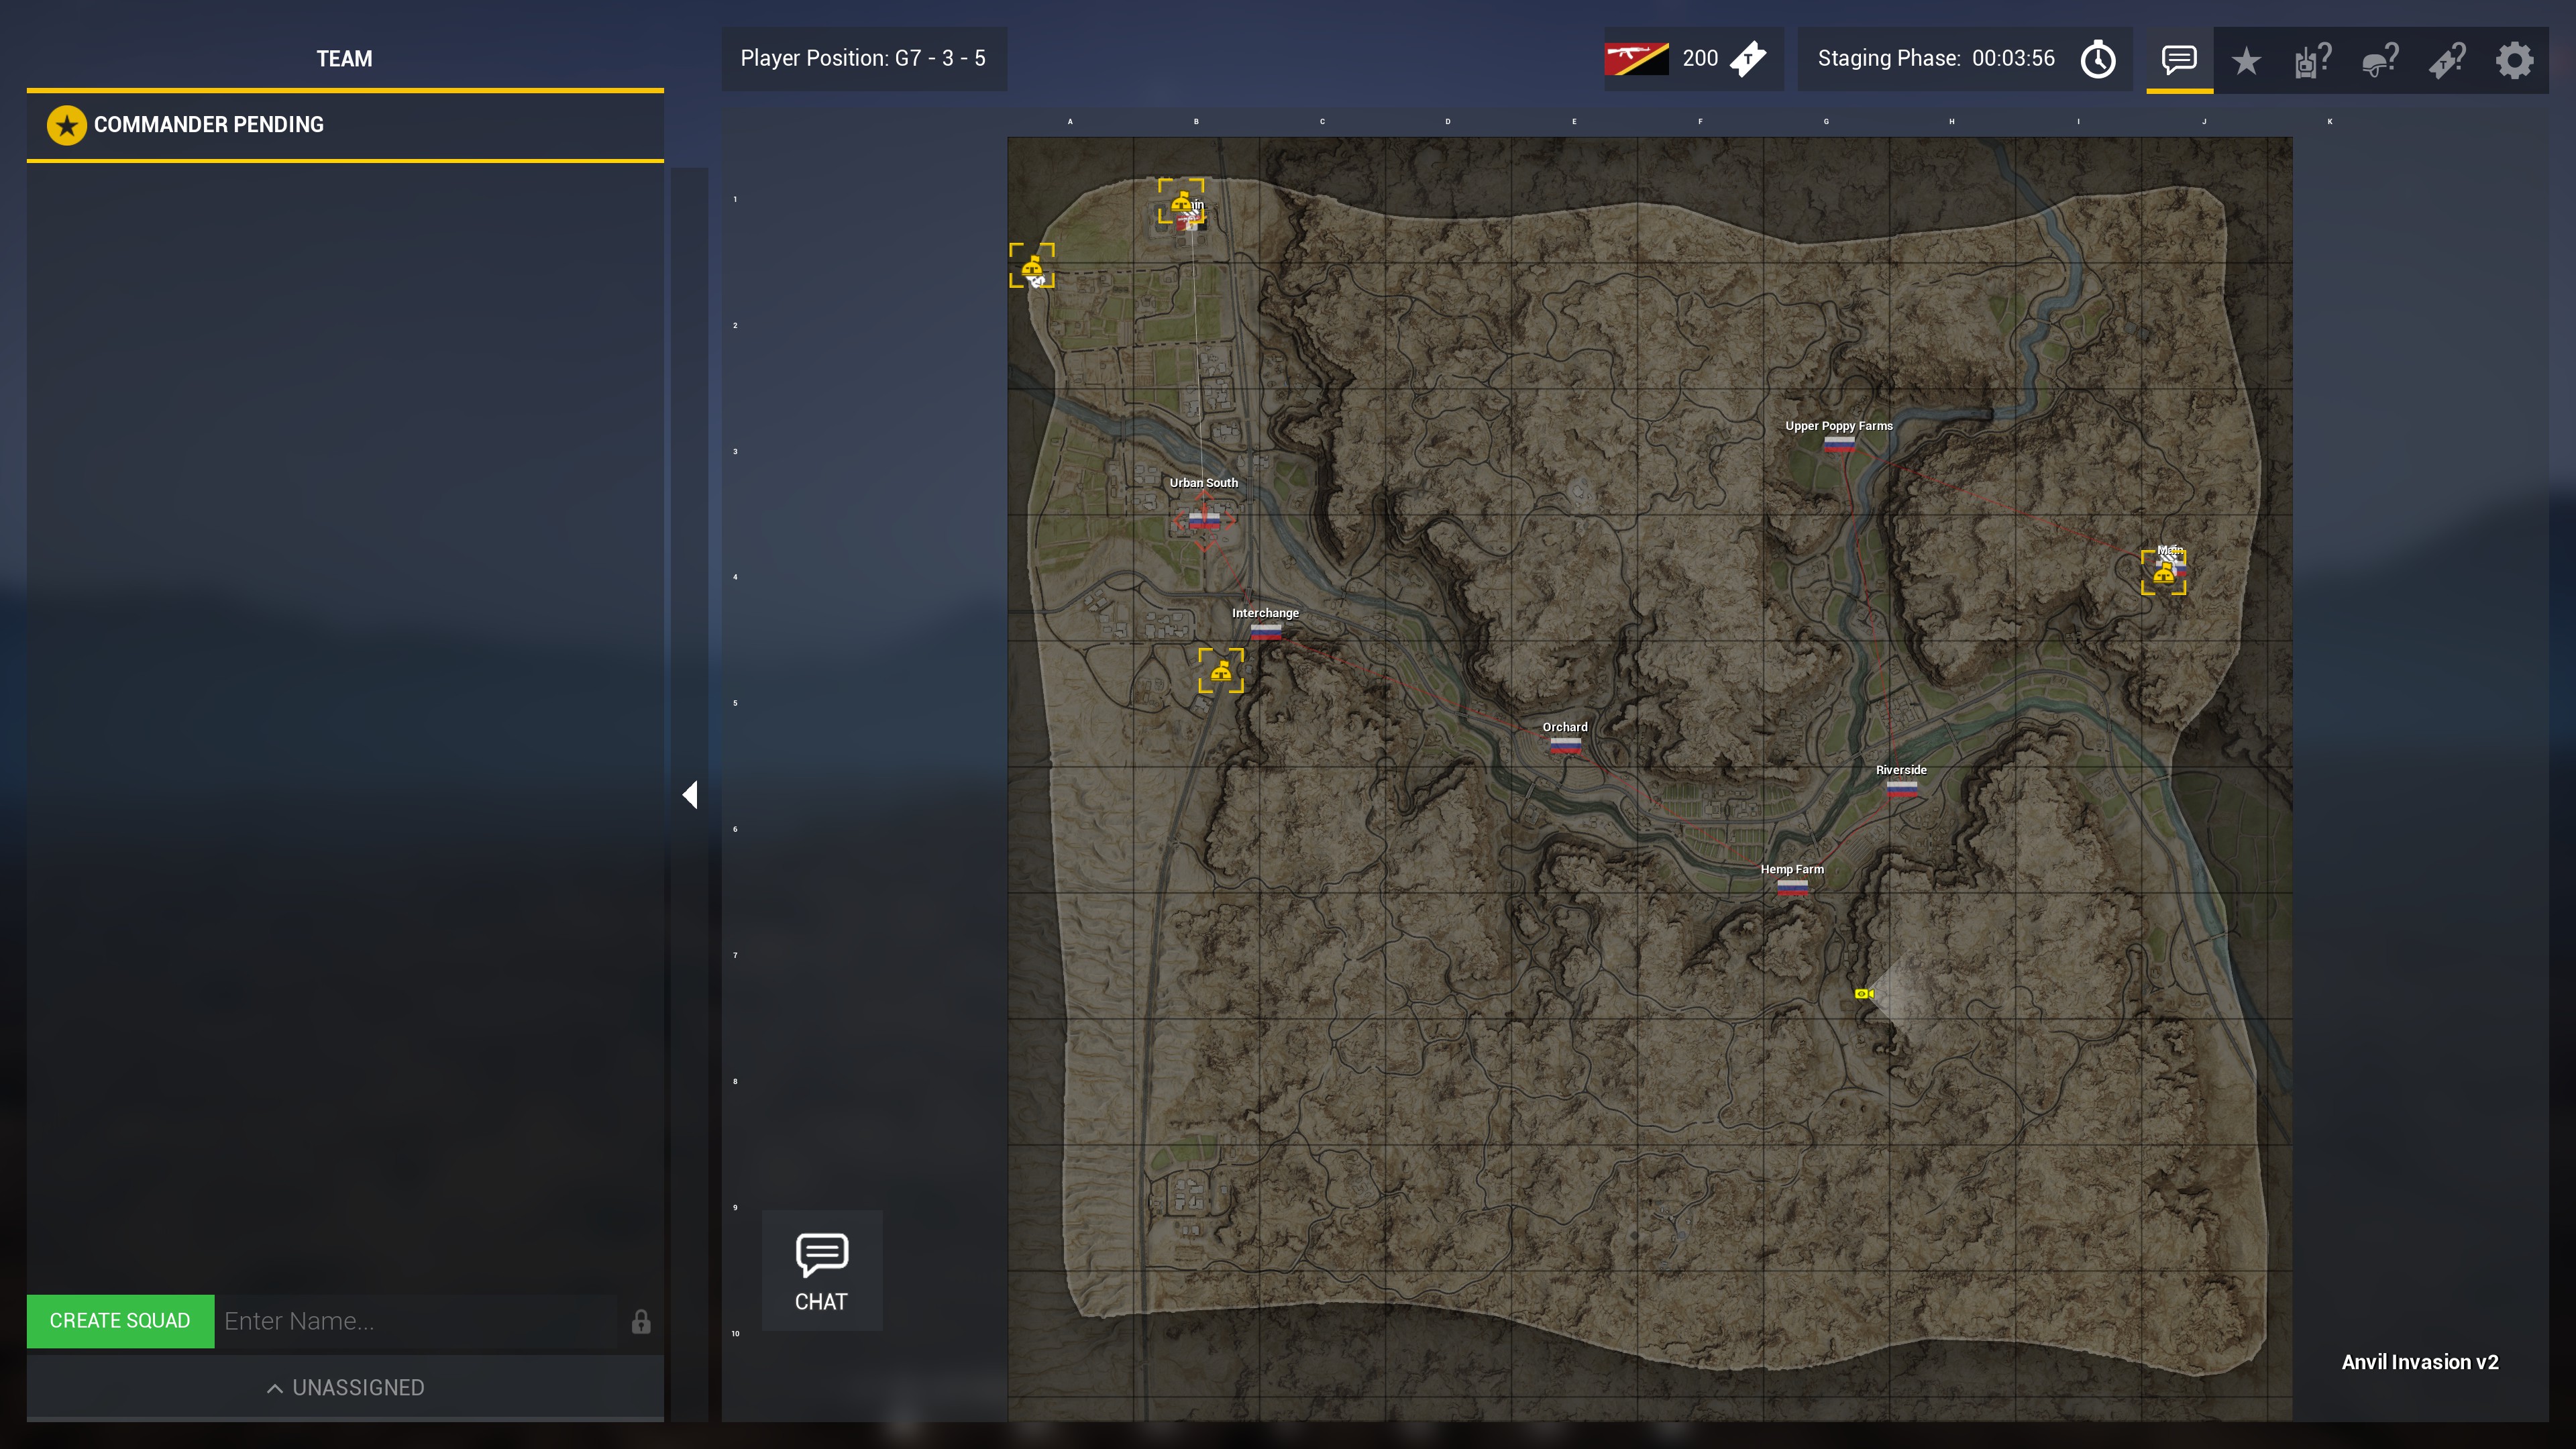 TEAM
Player Position: G7 - 3 - 5
200
Staging Phase: 00:03:56
COMMANDER PENDING
A B C D E F G H I J K
1
2
3
4
5
6
7
8
9
10
Upper Poppy Farms
Urban South
Main
Interchange
Orchard
Riverside
Hemp Farm
CHAT
CREATE SQUAD Enter Name...
UNASSIGNED
Anvil Invasion v2